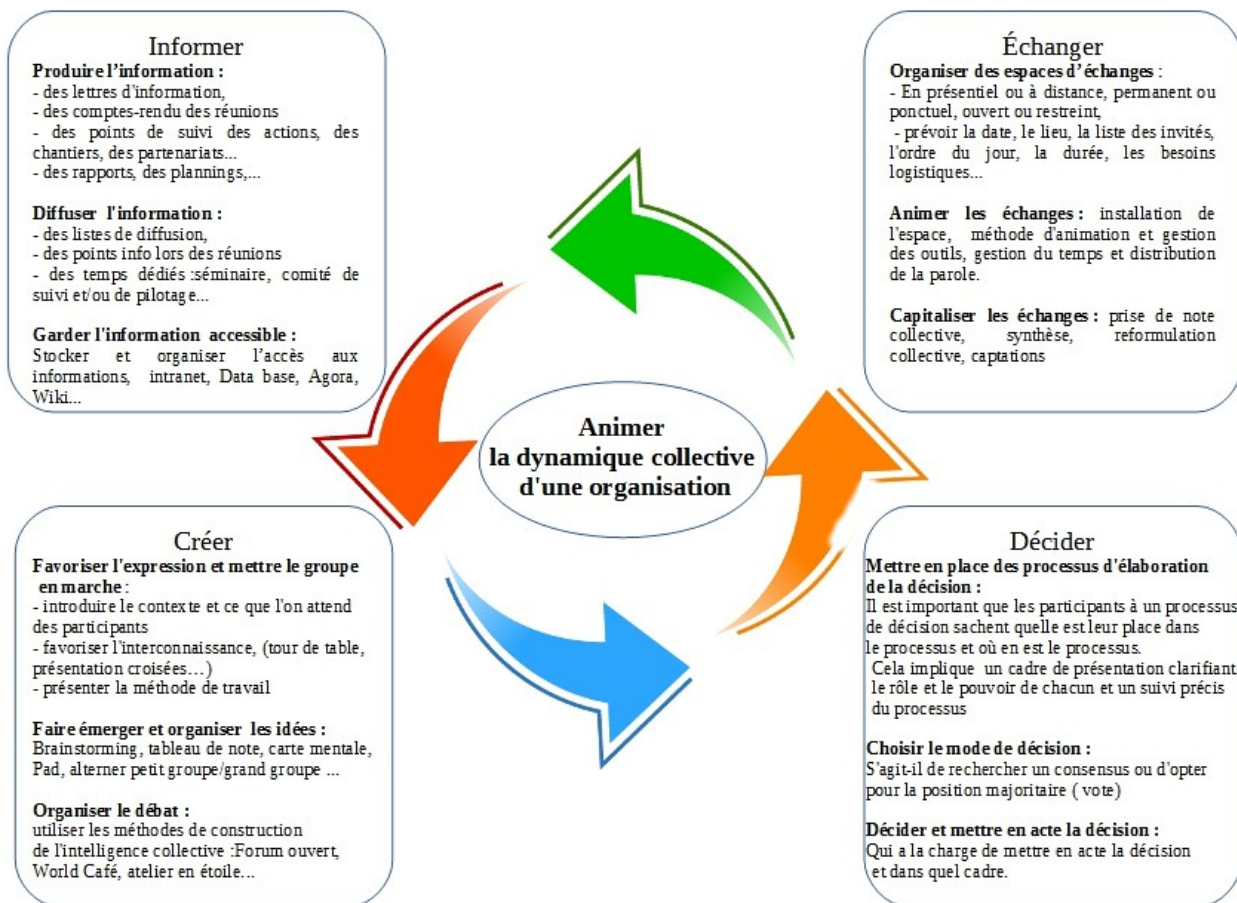 Informer
Produire l'information :
- des lettres d'information,
- des comptes-rendu des réunions
- des points de suivi des actions, des
chantiers, des partenariats...
- des rapports, des plannings,...
Diffuser l'information :
- des listes de diffusion,
- des points info lors des réunions
- des temps dédiés :séminaire, comité de
suivi et/ou de pilotage...
Garder l'information accessible :
Stocker et organiser l'accès aux
informations, intranet, Data base, Agora,
Wiki...
Échanger
Organiser des espaces d'échanges :
- En présentiel ou à distance, permanent ou
ponctuel, ouvert ou restreint,
- prévoir la date, le lieu, la liste des invités,
l'ordre du jour, la durée, les besoins
logistiques...
Animer les échanges : installation de
l'espace, méthode d'animation et gestion
des outils, gestion du temps et distribution
de la parole.
Capitaliser les échanges : prise de note
collective, synthèse, reformulation
collective, captations
Animer
la dynamique collective
d'une organisation
Créer
Favoriser l'expression et mettre le groupe
en marche :
- introduire le contexte et ce que l'on attend
des participants
- favoriser l'interconnaissance, (tour de table,
présentation croisées…)
- présenter la méthode de travail
Faire émerger et organiser les idées :
Brainstorming, tableau de note, carte mentale,
Pad, alterner petit groupe/grand groupe ...
Organiser le débat :
utiliser les méthodes de construction
de l'intelligence collective :Forum ouvert,
World Café, atelier en étoile...
Décider
Mettre en place des processus d'élaboration
de la décision :
Il est important que les participants à un processus
de décision sachent quelle est leur place dans
le processus et où en est le processus.
Cela implique un cadre de présentation clarifiant
le rôle et le pouvoir de chacun et un suivi précis
du processus
Choisir le mode de décision :
S'agit-il de rechercher un consensus ou d'opter
pour la position majoritaire ( vote)
Décider et mettre en acte la décision :
Qui a la charge de mettre en acte la décision
et dans quel cadre.